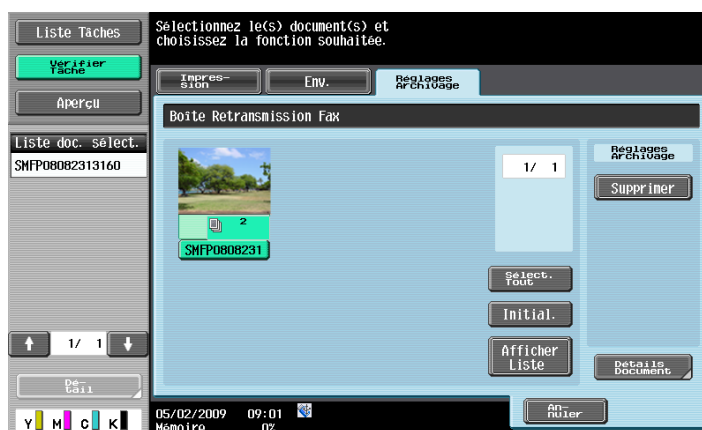 Liste Tâches
Vérifier
Tâche
Aperçu
Liste doc. sélect.
SMFP08082313160
1/ 1
Dé-
tail
Y M C K
Sélectionnez le(s) document(s) et
choisissez la fonction souhaitée.
Impres-
sion
Env.
Réglages
Archivage
Boîte Retransmission Fax
2
SMFP0808231
1/ 1
Sélect.
Tout
Initial.
Afficher
Liste
Réglages
Archivage
Supprimer
Détails
Document
05/02/2009 09:01
Mémoire 0%
An-
nuler